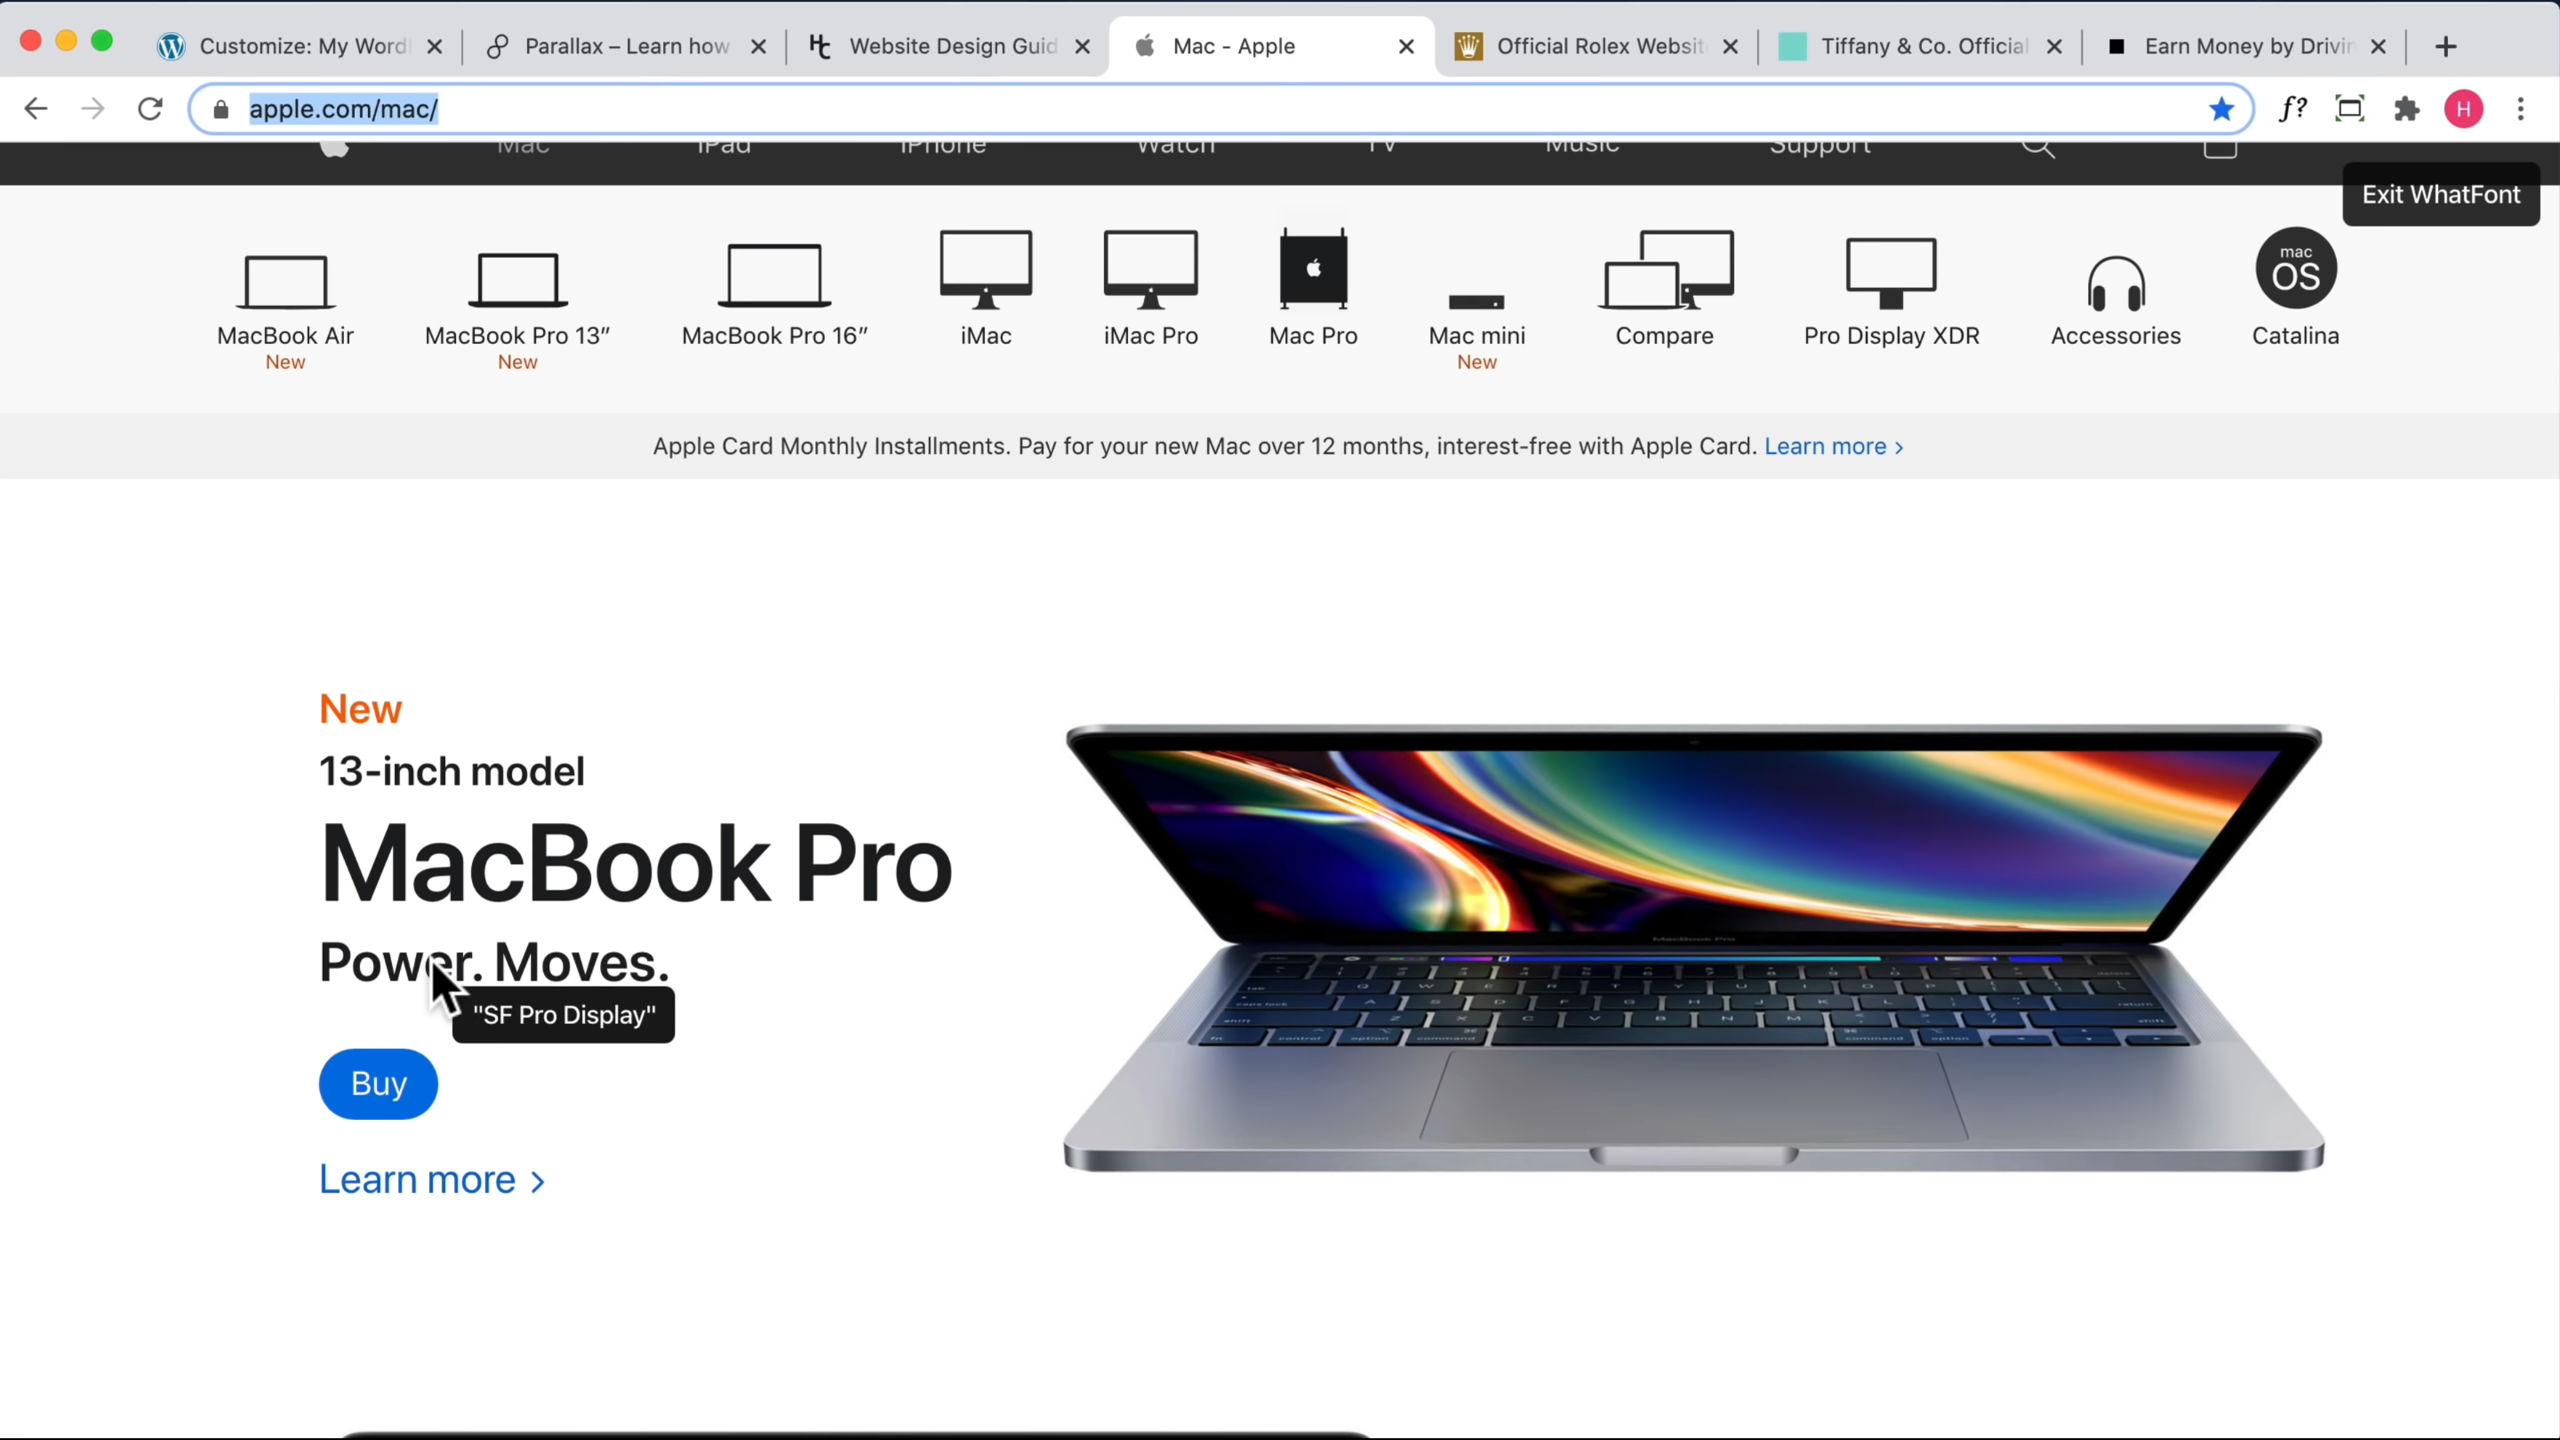 Customize: My Word
Parallax – Learn how
Website Design Guid
Mac - Apple
Official Rolex Websit
Tiffany & Co. Official
Earn Money by Drivin
apple.com/mac/
f?
H
Mac
iPad
iPhone
Watch
TV
Music
Support
Exit WhatFont
MacBook Air
New
MacBook Pro 13”
New
MacBook Pro 16”
iMac
iMac Pro
Mac Pro
Mac mini
New
Compare
Pro Display XDR
Accessories
mac
OS
Catalina
Apple Card Monthly Installments. Pay for your new Mac over 12 months, interest-free with Apple Card. Learn more >
New
13-inch model
MacBook Pro
Power. Moves.
"SF Pro Display"
Buy
Learn more >
MacBook Pro